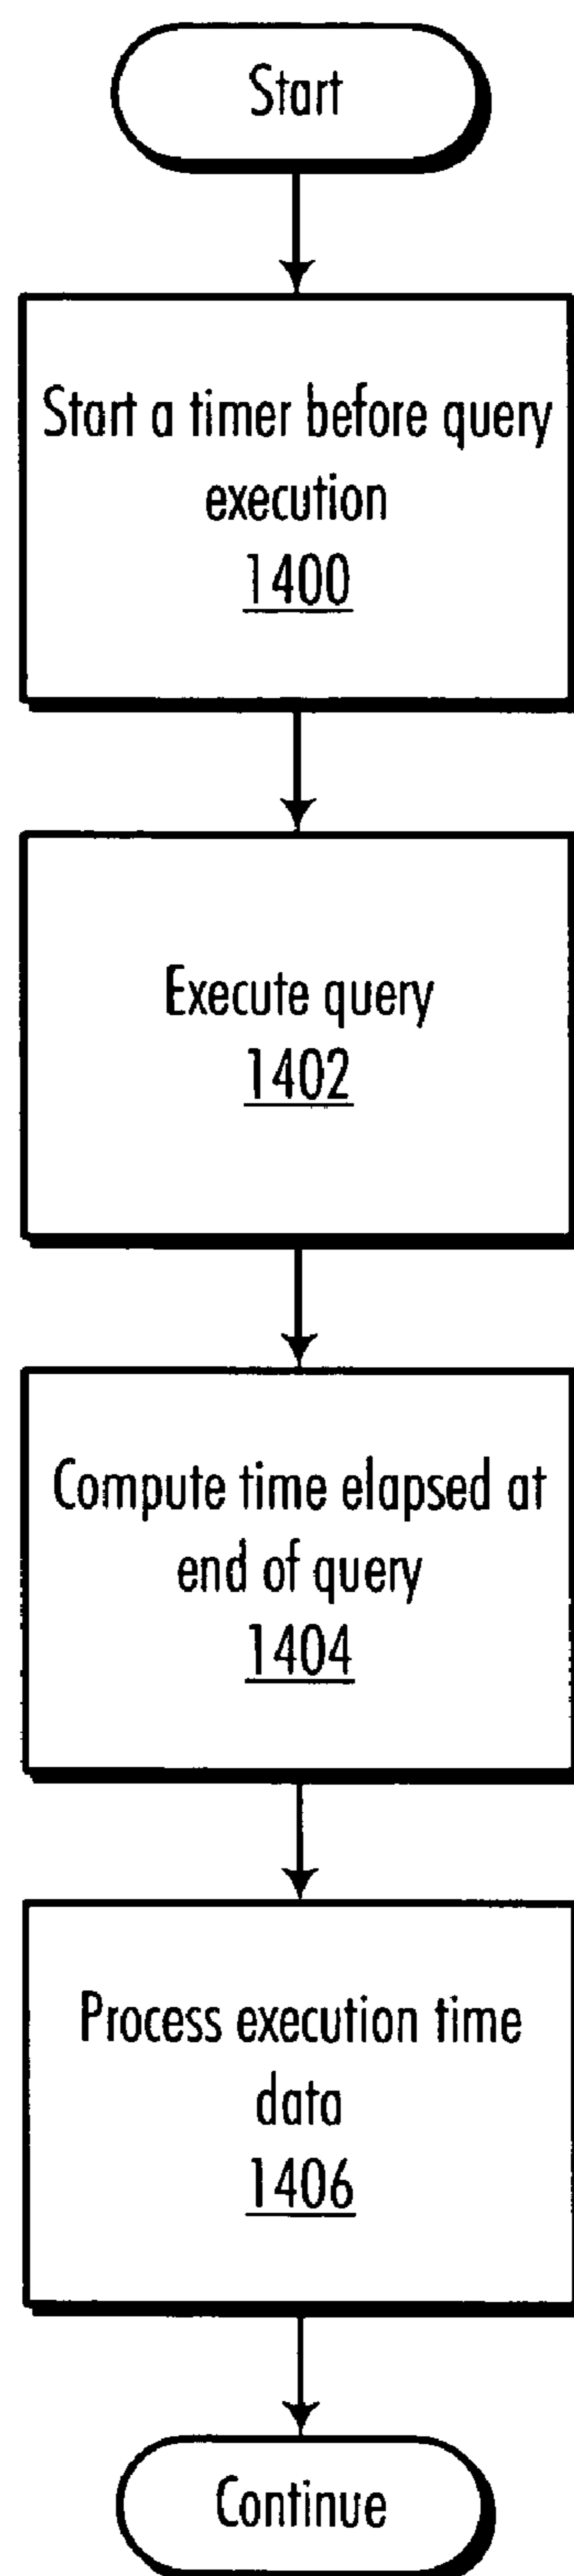 Start
Start a timer before query
execution
1400
Execute query
1402
Compute time elapsed at
end of query
1404
Process execution time
data
1406
Continue